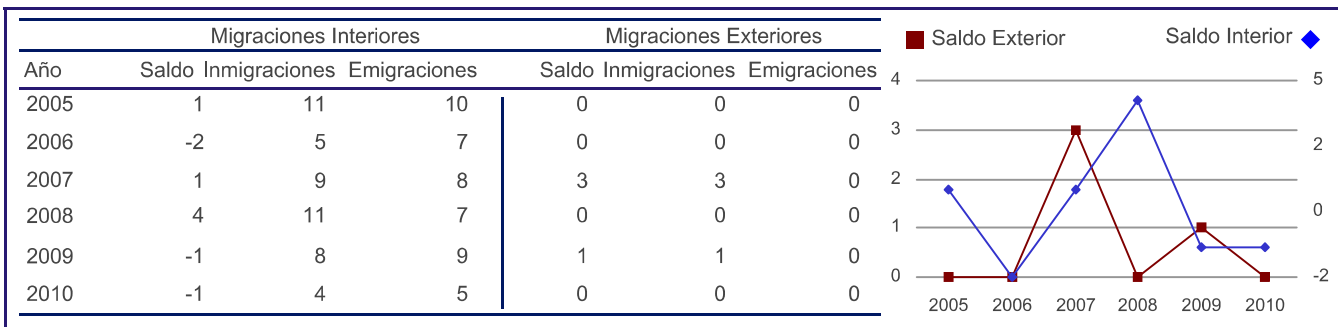 Migraciones Interiores Migraciones Exteriores
Año Saldo Inmigraciones Emigraciones Saldo Inmigraciones Emigraciones
2005 1 11 10 0 0 0
2006 -2 5 7 0 0 0
2007 1 9 8 3 3 0
2008 4 11 7 0 0 0
2009 -1 8 9 1 1 0
2010 -1 4 5 0 0 0
Saldo Exterior Saldo Interior
4 5
3 2
2 0
1 -2
0
2005 2006 2007 2008 2009 2010